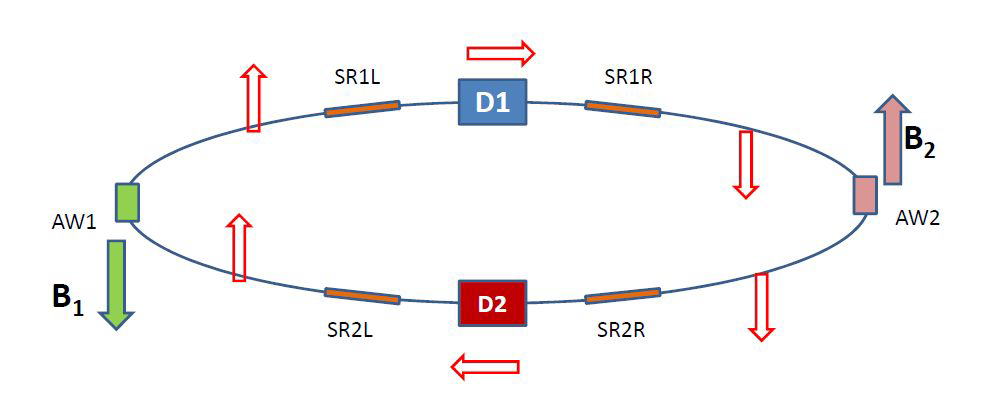 SR1L
D1
SR1R
B2
AW1
AW2
B1
SR2L
D2
SR2R